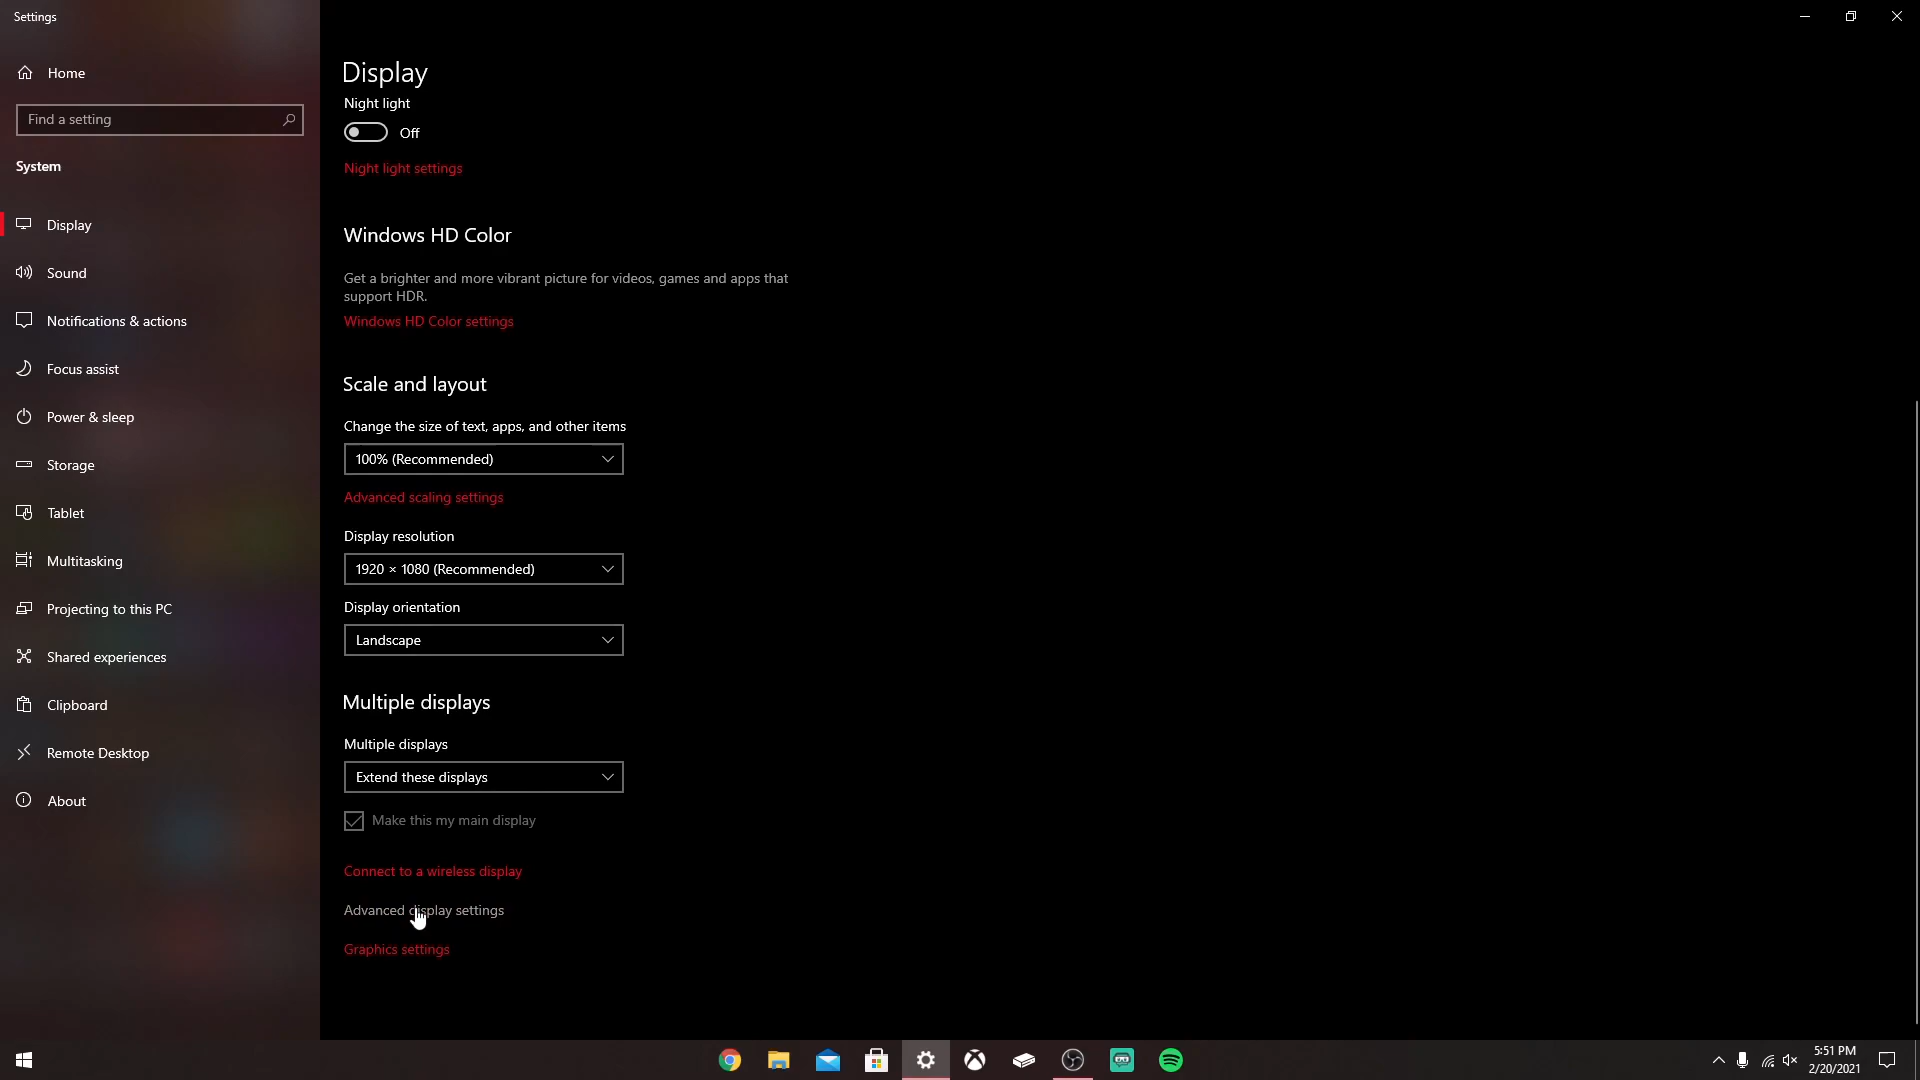 Settings
Home
Find a setting
System
Display
Sound
Notifications & actions
Focus assist
Power & sleep
Storage
Tablet
Multitasking
Projecting to this PC
Shared experiences
Clipboard
Remote Desktop
About
Display
Night light
Off
Night light settings
Windows HD Color
Get a brighter and more vibrant picture for videos, games and apps that
support HDR.
Windows HD Color settings
Scale and layout
Change the size of text, apps, and other items
100% (Recommended)
Advanced scaling settings
Display resolution
1920 × 1080 (Recommended)
Display orientation
Landscape
Multiple displays
Multiple displays
Extend these displays
Make this my main display
Connect to a wireless display
Advanced display settings
Graphics settings
5:51 PM
2/20/2021